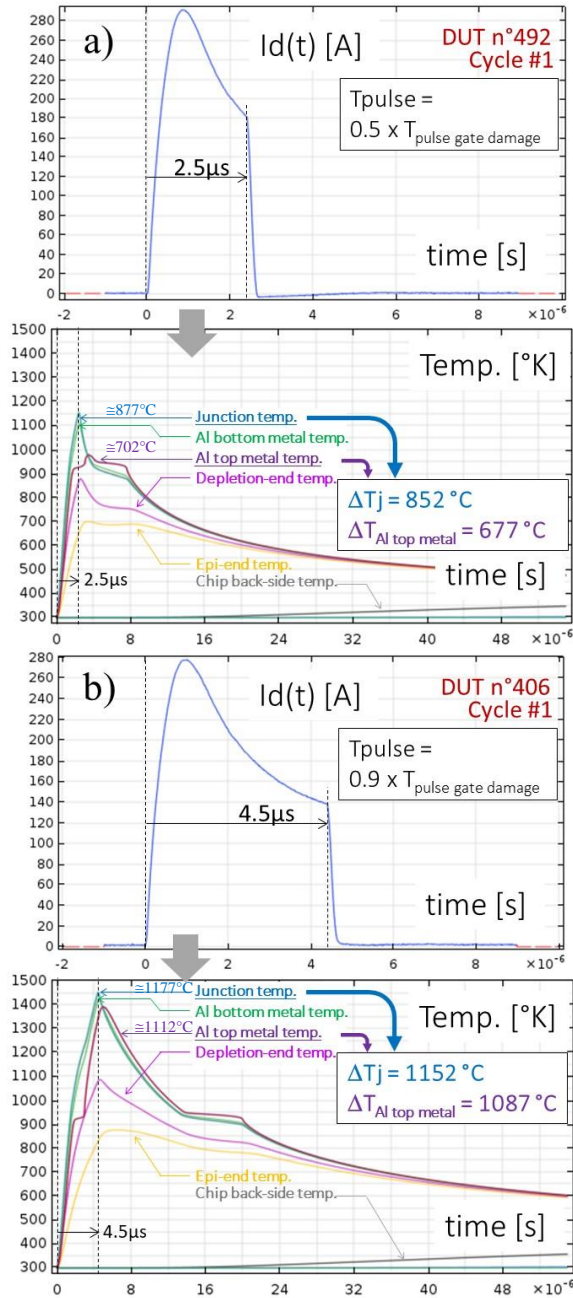 a)
Id(t) [A]
DUT n°492
Cycle #1
Tpulse =
0.5 x Tpulse gate damage
2.5µs
time [s]
280
260
240
220
200
180
160
140
120
100
80
60
40
20
0
-2 0 2 4 6 8 ×10⁻⁶
Temp. [°K]
≅877°C
Junction temp.
Al bottom metal temp.
≅702°C
Al top metal temp.
Depletion-end temp.
ΔTj = 852 °C
ΔTAl top metal = 677 °C
Epi-end temp.
Chip back-side temp.
time [s]
2.5µs
1500
1400
1300
1200
1100
1000
900
800
700
600
500
400
300
0 8 16 24 32 40 48 ×10⁻⁶
b)
Id(t) [A]
DUT n°406
Cycle #1
Tpulse =
0.9 x Tpulse gate damage
4.5µs
time [s]
280
260
240
220
200
180
160
140
120
100
80
60
40
20
0
-2 0 2 4 6 8 ×10⁻⁶
Temp. [°K]
≅1177°C
Junction temp.
Al bottom metal temp.
≅1112°C
Al top metal temp.
Depletion-end temp.
ΔTj = 1152 °C
ΔTAl top metal = 1087 °C
Epi-end temp.
Chip back-side temp.
time [s]
4.5µs
1500
1400
1300
1200
1100
1000
900
800
700
600
500
400
300
0 8 16 24 32 40 48 ×10⁻⁶